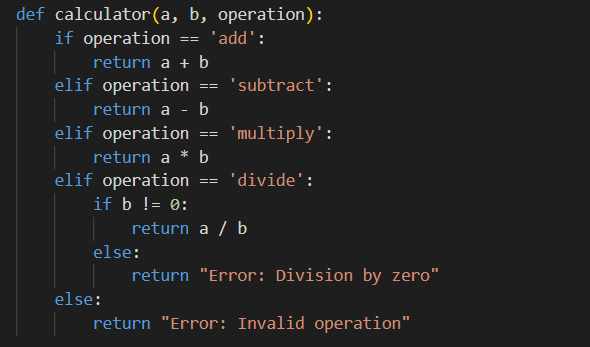 def calculator(a, b, operation):
    if operation == 'add':
        return a + b
    elif operation == 'subtract':
        return a - b
    elif operation == 'multiply':
        return a * b
    elif operation == 'divide':
        if b != 0:
            return a / b
        else:
            return "Error: Division by zero"
    else:
        return "Error: Invalid operation"